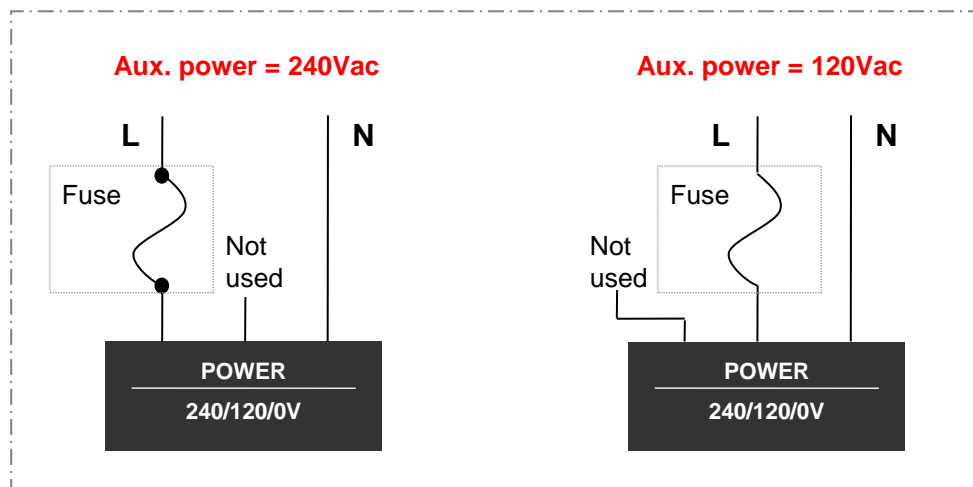 Aux. power = 240Vac
L
N
Fuse
Not
used
POWER
240/120/0V
Aux. power = 120Vac
L
N
Fuse
Not
used
POWER
240/120/0V